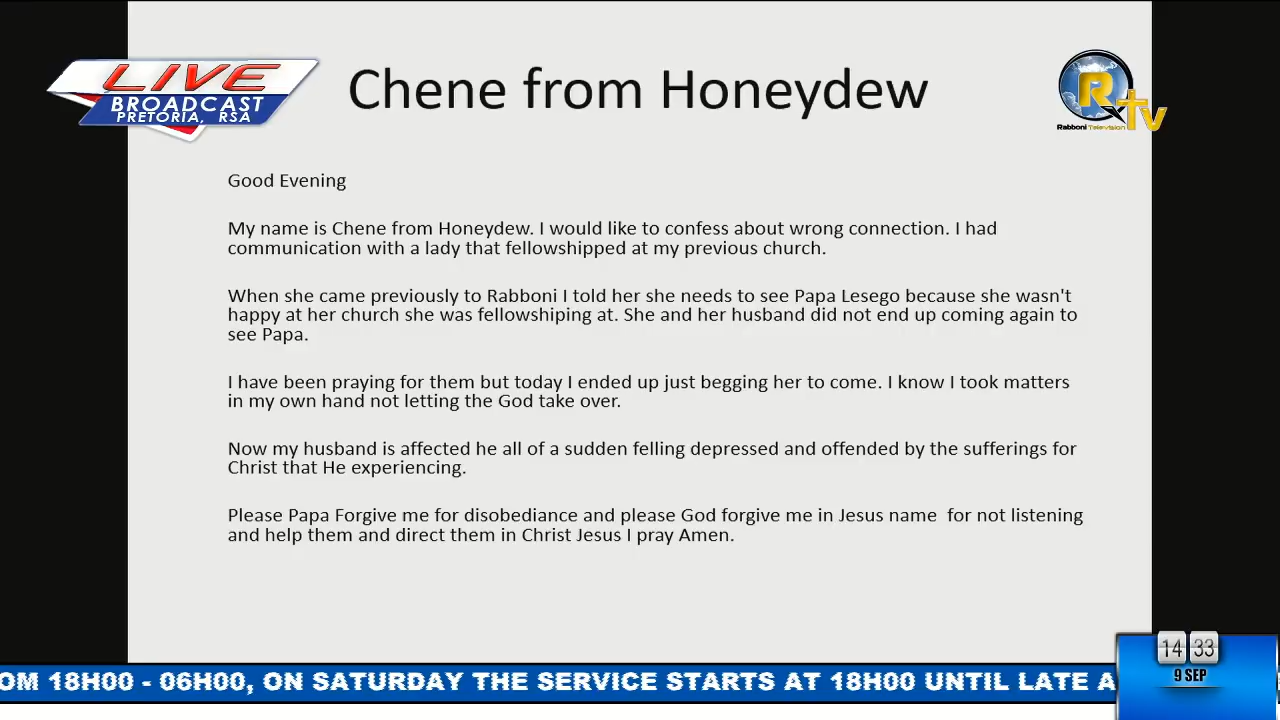 LIVE
BROADCAST
PRETORIA, RSA
Chene from Honeydew
R tv
Rabboni Television
Good Evening
My name is Chene from Honeydew. I would like to confess about wrong connection. I had
communication with a lady that fellowshipped at my previous church.
When she came previously to Rabboni I told her she needs to see Papa Lesego because she wasn't
happy at her church she was fellowshiping at. She and her husband did not end up coming again to
see Papa.
I have been praying for them but today I ended up just begging her to come. I know I took matters
in my own hand not letting the God take over.
Now my husband is affected he all of a sudden felling depressed and offended by the sufferings for
Christ that He experiencing.
Please Papa Forgive me for disobediance and please God forgive me in Jesus name  for not listening
and help them and direct them in Christ Jesus I pray Amen.
14 33
9 SEP
OM 18H00 - 06H00, ON SATURDAY THE SERVICE STARTS AT 18H00 UNTIL LATE A